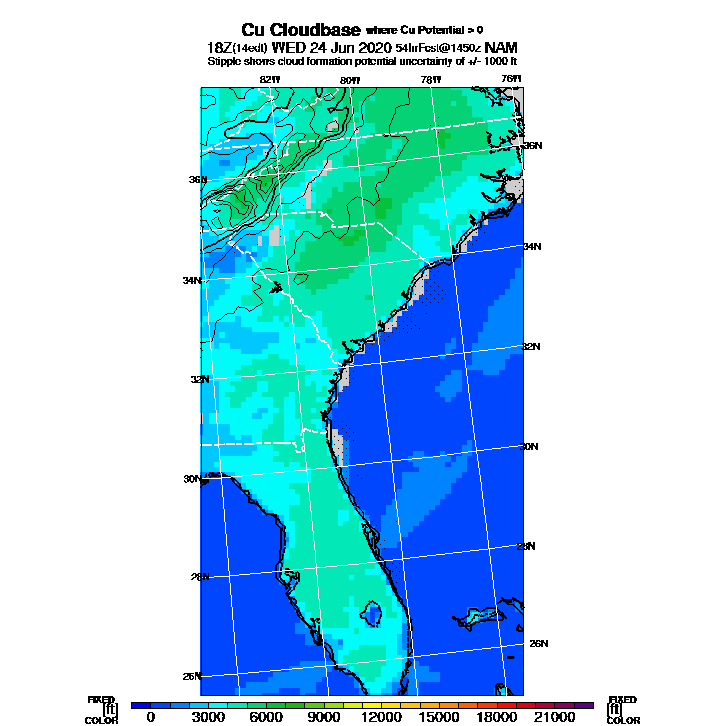 Cu Cloudbase where Cu Potential > 0
18Z(14edt) WED 24 Jun 2020 54hrFcst@1450z NAM
Stipple shows cloud formation potential uncertainty of +/- 1000 ft
82W 80W 78W 76W
36N
36N
34N
34N
32N
32N
30N
30N
28N
28N
26N
26N
FIXED FIXED
[ft] [ft]
COLOR 0 3000 6000 9000 12000 15000 18000 21000 COLOR